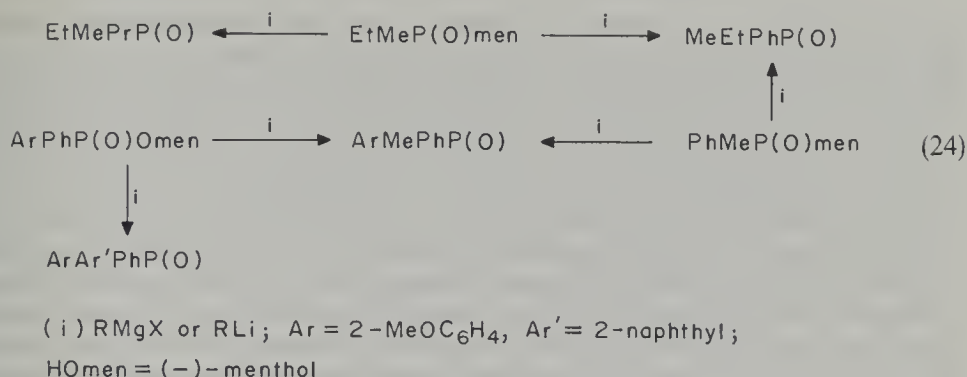 EtMePrP(O) i EtMeP(O)men i MeEtPhP(O)
i
ArPhP(O)Omen i ArMePhP(O) i PhMeP(O)men (24)
i
ArAr′PhP(O)
(i) RMgX or RLi; Ar = 2-MeOC₆H₄, Ar′ = 2-naphthyl;
HOmen = (−)-menthol